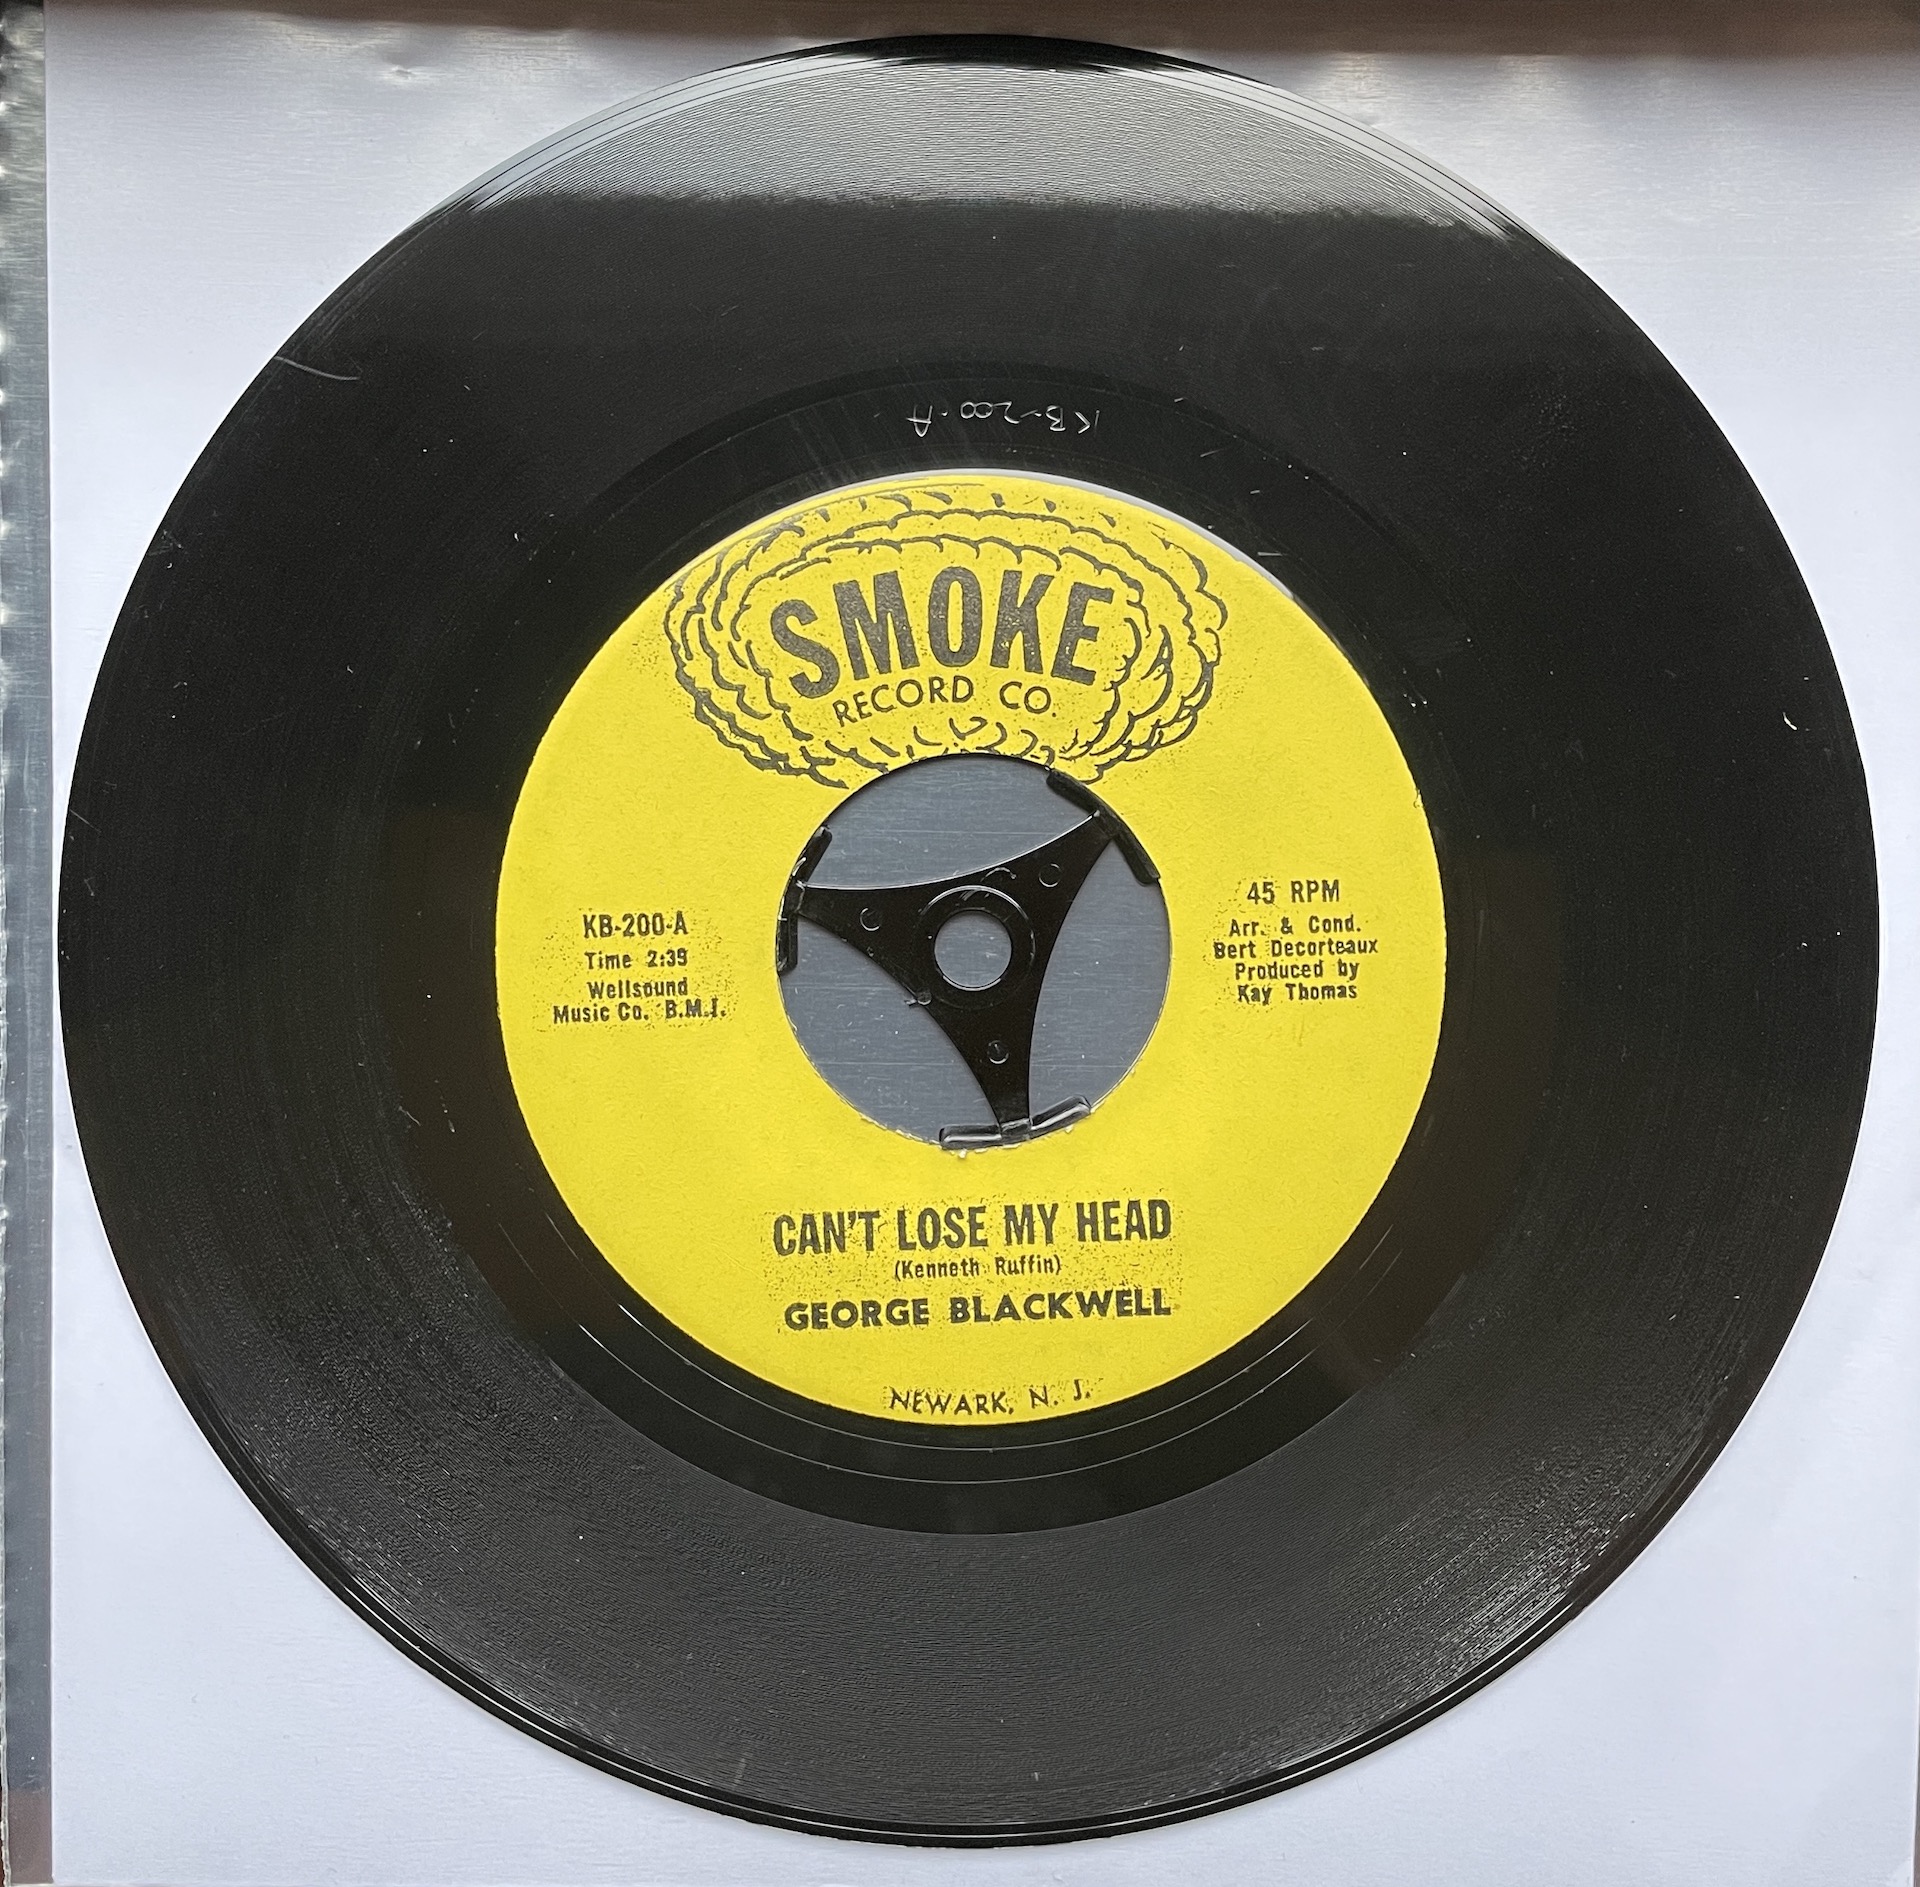 KB-200-A
SMOKE
RECORD CO.
KB-200-A
Time 2:39
Wellsound
Music Co. B.M.I.
45 RPM
Arr. & Cond.
Bert Decorteaux
Produced by
Kay Thomas
CAN'T LOSE MY HEAD
(Kenneth Ruffin)
GEORGE BLACKWELL
NEWARK, N. J.